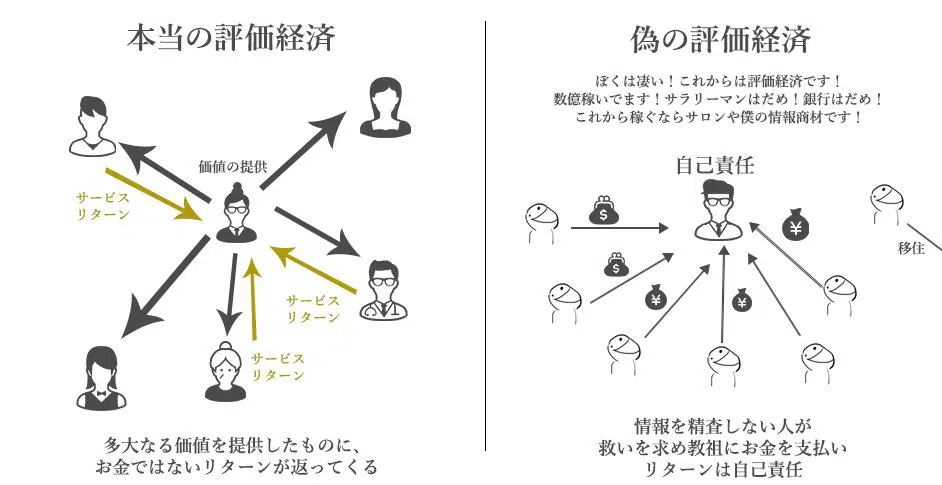 本当の評価経済
価値の提供
サービス
リターン
サービス
リターン
サービス
リターン
多大なる価値を提供したものに、
お金ではないリターンが返ってくる
偽の評価経済
ぼくは凄い！これからは評価経済です！
数億稼いでます！サラリーマンはだめ！銀行はだめ！
これから稼ぐならサロンや僕の情報商材です！
自己責任
$
¥
$
¥
¥
移住
情報を精査しない人が
救いを求め教祖にお金を支払い
リターンは自己責任